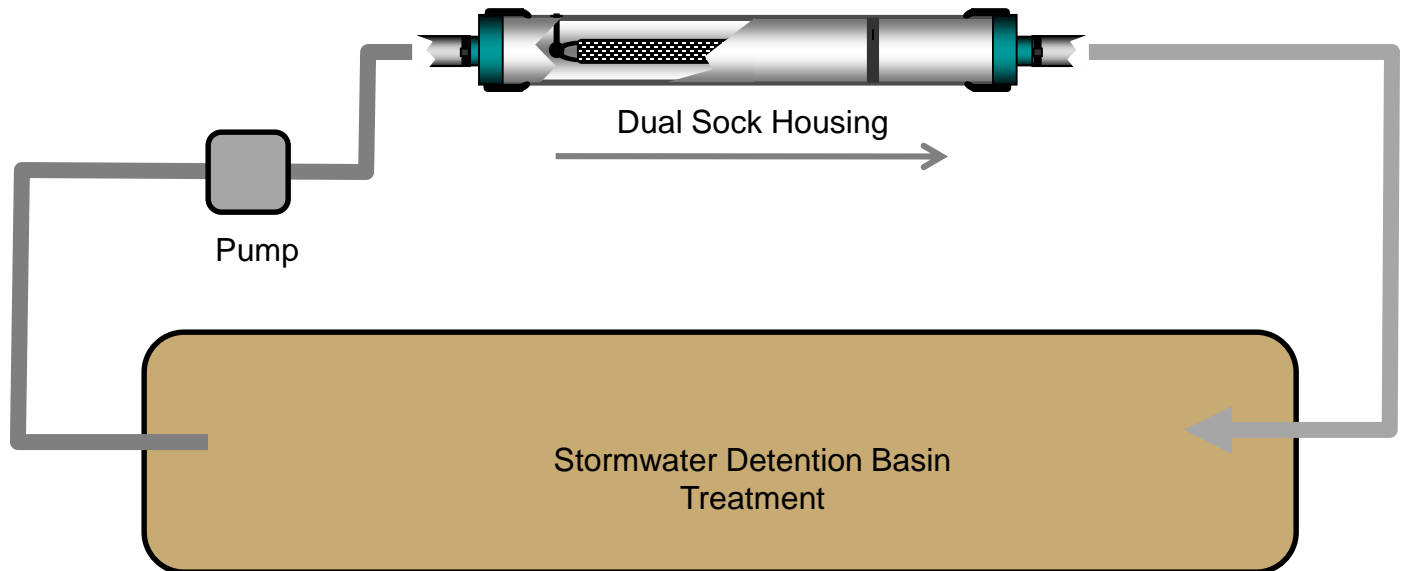 Dual Sock Housing
Pump
Stormwater Detention Basin
Treatment